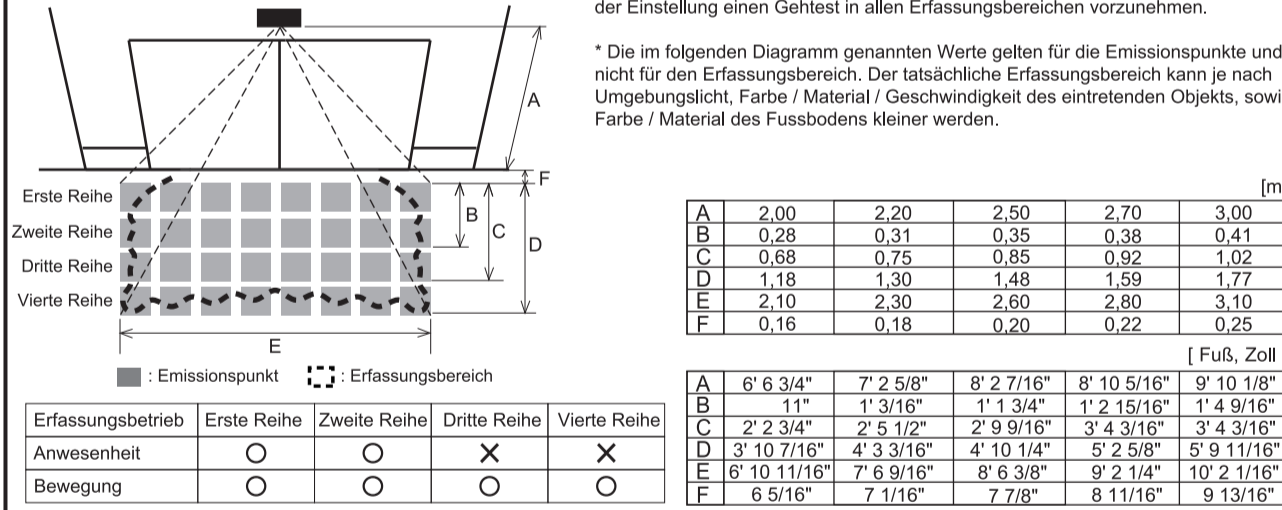 der Einstellung einen Gehtest in allen Erfassungsbereichen vorzunehmen.
* Die im folgenden Diagramm genannten Werte gelten für die Emissionspunkte und
nicht für den Erfassungsbereich. Der tatsächliche Erfassungsbereich kann je nach
Umgebungslicht, Farbe / Material / Geschwindigkeit des eintretenden Objekts, sowi
Farbe / Material des Fussbodens kleiner werden.
A
F
Erste Reihe
Zweite Reihe
Dritte Reihe
Vierte Reihe
B
C
D
E
: Emissionspunkt : Erfassungsbereich
Erfassungsbetrieb Erste Reihe Zweite Reihe Dritte Reihe Vierte Reihe
Anwesenheit ○ ○ × ×
Bewegung ○ ○ ○ ○
[m
A 2,00 2,20 2,50 2,70 3,00
B 0,28 0,31 0,35 0,38 0,41
C 0,68 0,75 0,85 0,92 1,02
D 1,18 1,30 1,48 1,59 1,77
E 2,10 2,30 2,60 2,80 3,10
F 0,16 0,18 0,20 0,22 0,25
[ Fuß, Zoll
A 6' 6 3/4" 7' 2 5/8" 8' 2 7/16" 8' 10 5/16" 9' 10 1/8"
B 11" 1' 3/16" 1' 1 3/4" 1' 2 15/16" 1' 4 9/16"
C 2' 2 3/4" 2' 5 1/2" 2' 9 9/16" 3' 4 3/16" 3' 4 3/16"
D 3' 10 7/16" 4' 3 3/16" 4' 10 1/4" 5' 2 5/8" 5' 9 11/16"
E 6' 10 11/16" 7' 6 9/16" 8' 6 3/8" 9' 2 1/4" 10' 2 1/16"
F 6 5/16" 7 1/16" 7 7/8" 8 11/16" 9 13/16"